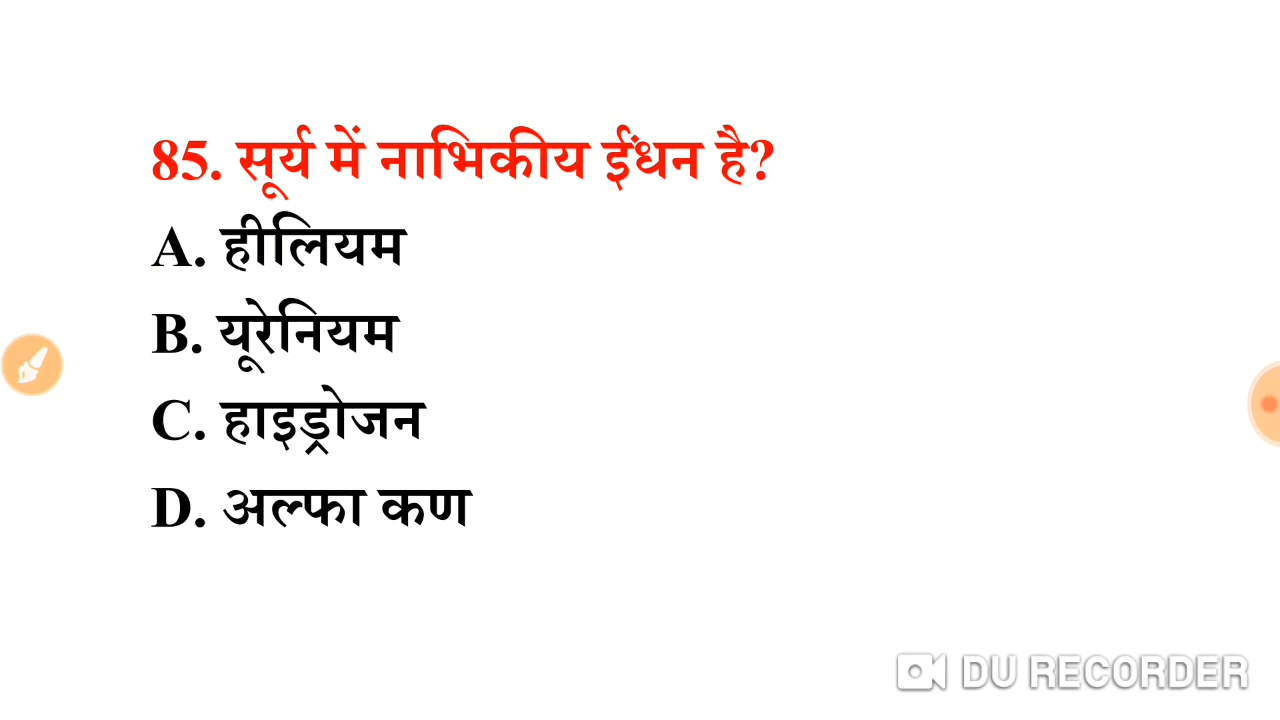 85. सूर्य में नाभिकीय ईंधन है?
A. हीलियम
B. यूरेनियम
C. हाइड्रोजन
D. अल्फा कण
DU RECORDER